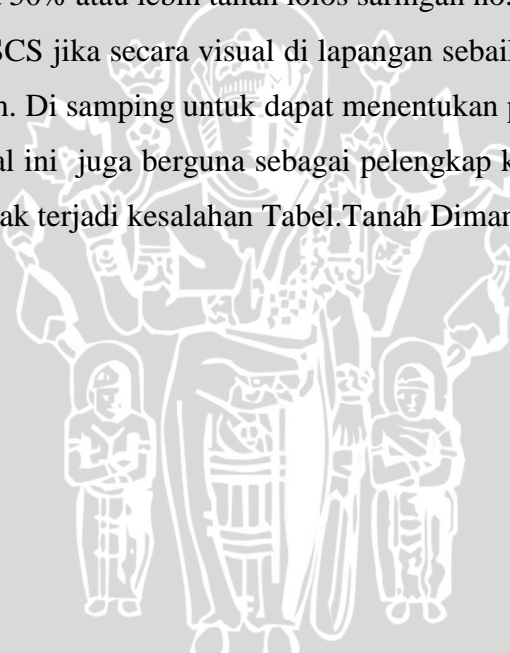 50% atau lebih tanah lolos saringan no.
SCS jika secara visual di lapangan sebaik
n. Di samping untuk dapat menentukan p
al ini juga berguna sebagai pelengkap k
ak terjadi kesalahan Tabel.Tanah Diman